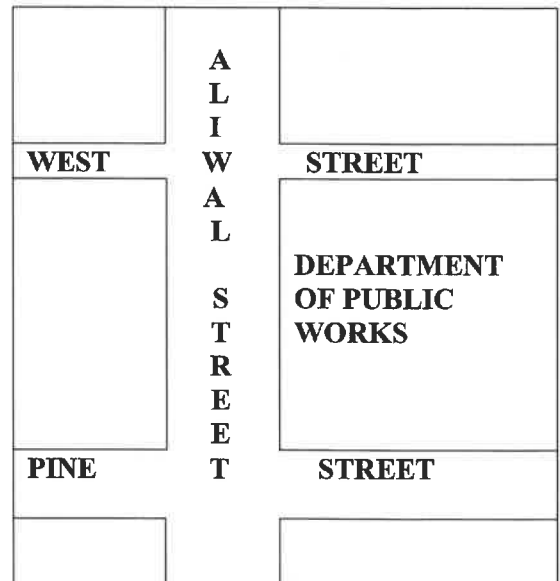 ALIWAL STREET
WEST STREET
DEPARTMENT
OF PUBLIC
WORKS
PINE STREET